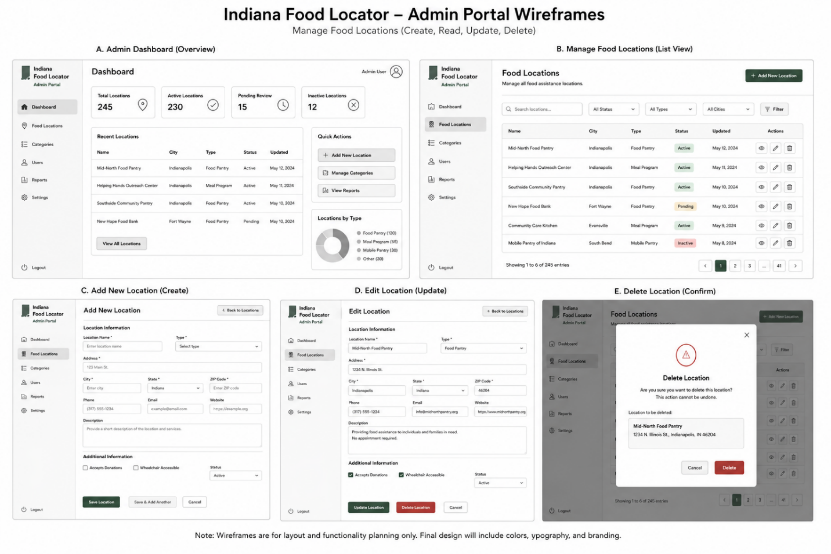 Indiana Food Locator – Admin Portal Wireframes
Manage Food Locations (Create, Read, Update, Delete)
A. Admin Dashboard (Overview)
Indiana
Food Locator
Admin Portal
Dashboard
Food Locations
Categories
Users
Reports
Settings
Logout
Dashboard
Admin User
Total Locations
245
Active Locations
230
Pending Review
15
Inactive Locations
12
Recent Locations
Name City Type Status Updated
Mid-North Food Pantry Indianapolis Food Pantry Active May 12, 2024
Helping Hands Outreach Center Indianapolis Meal Program Active May 11, 2024
Southside Community Pantry Indianapolis Food Pantry Active May 10, 2024
New Hope Food Bank Fort Wayne Food Pantry Pending May 10, 2024
View All Locations
Quick Actions
+ Add New Location
Manage Categories
View Reports
Locations by Type
Food Pantry (120)
Meal Program
Mobile Pantry
Other
B. Manage Food Locations (List View)
Indiana
Food Locator
Admin Portal
Dashboard
Food Locations
Categories
Users
Reports
Settings
Logout
Food Locations
Manage all food assistance locations
+ Add New Location
Search locations...
All Status
All Types
All Cities
Filter
Name City Type Status Updated Actions
Mid-North Food Pantry Indianapolis Food Pantry Active May 12, 2024
Helping Hands Outreach Center Indianapolis Meal Program Active May 11, 2024
Southside Community Pantry Indianapolis Food Pantry Active May 10, 2024
New Hope Food Bank Fort Wayne Food Pantry Pending May 10, 2024
Community Care Kitchen Evansville Meal Program Active May 9, 2024
Mobile Pantry of Indiana South Bend Mobile Pantry Inactive May 8, 2024
Showing 1 to 6 of 245 entries
‹ 1 2 3 ... 41 ›
C. Add New Location (Create)
Indiana
Food Locator
Admin Portal
Dashboard
Food Locations
Categories
Users
Reports
Settings
Logout
Add New Location
‹ Back to Locations
Location Information
Location Name * Type *
Enter location name Select type
Address *
123 Main St.
City * State * ZIP Code *
Enter city Indiana Enter ZIP code
Phone Email Website
(317) 555-1234 example@email.com https://example.org
Description
Provide a short description of the location and services.
Additional Information
Accepts Donations Wheelchair Accessible
Status
Active
Save Location
Save & Add Another
Cancel
D. Edit Location (Update)
Indiana
Food Locator
Admin Portal
Dashboard
Food Locations
Categories
Users
Reports
Settings
Logout
Edit Location
‹ Back to Locations
Location Information
Location Name * Type *
Mid-North Food Pantry Food Pantry
Address *
1234 N. Illinois St.
City * State * ZIP Code *
Indianapolis Indiana 46204
Phone Email Website
(317) 555-1234
Description
Providing food assistance to individuals and families in need.
No appointment required.
Additional Information
Accepts Donations Wheelchair Accessible
Status
Active
Update Location
Delete Location
Cancel
E. Delete Location (Confirm)
Indiana
Food Locator
Admin Portal
Dashboard
Food Locations
Categories
Users
Reports
Settings
Logout
Food Locations
+ Add New Location
Filter
Actions
Delete Location
Are you sure you want to delete this location?
This action cannot be undone.
Location to be deleted:
Mid-North Food Pantry
1234 N. Illinois St., Indianapolis, IN 46204
Cancel
Delete
Showing 1 to 6 of 245 entries
1 2 3 ... 41 ›
Note: Wireframes are for layout and functionality planning only. Final design will include colors, typography, and branding.